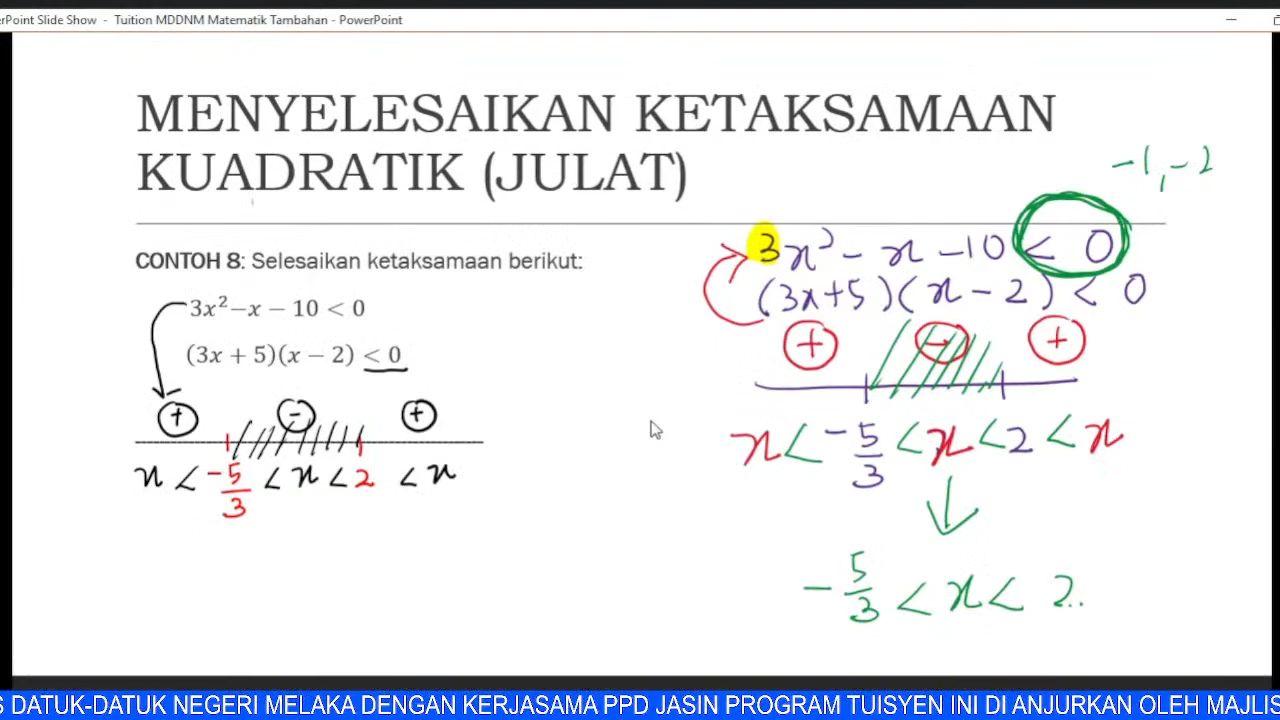 PowerPoint Slide Show - Tuition MDDNM Matematik Tambahan - PowerPoint
MENYELESAIKAN KETAKSAMAAN
KUADRATIK (JULAT)
-1, -2
CONTOH 8: Selesaikan ketaksamaan berikut:
3x²−x − 10 < 0
(3x + 5)(x − 2) < 0
+ - +
x < -5/3 < x < 2 < x
3x² - x - 10 < 0
(3x+5)(x-2) < 0
+ - +
x < -5/3 < x < 2 < x
-5/3 < x < 2..
S DATUK-DATUK NEGERI MELAKA DENGAN KERJASAMA PPD JASIN PROGRAM TUISYEN INI DI ANJURKAN OLEH MAJLIS